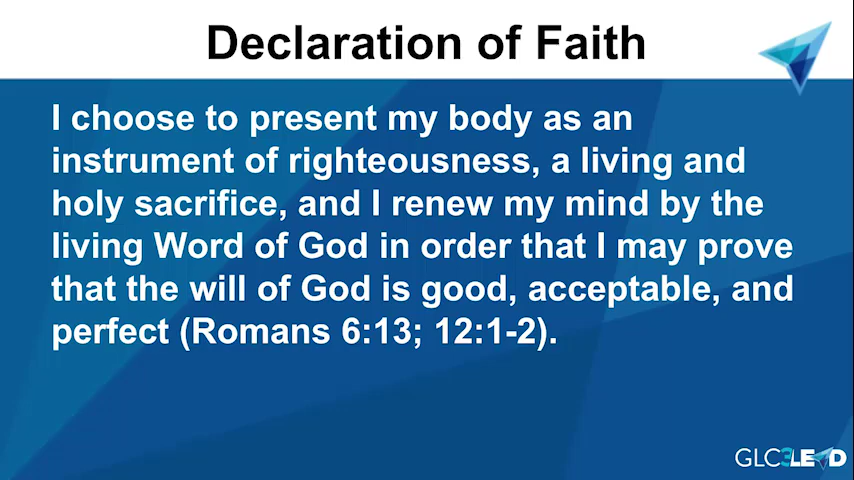 Declaration of Faith
I choose to present my body as an
instrument of righteousness, a living and
holy sacrifice, and I renew my mind by the
living Word of God in order that I may prove
that the will of God is good, acceptable, and
perfect (Romans 6:13; 12:1-2).
GLC3LEAD